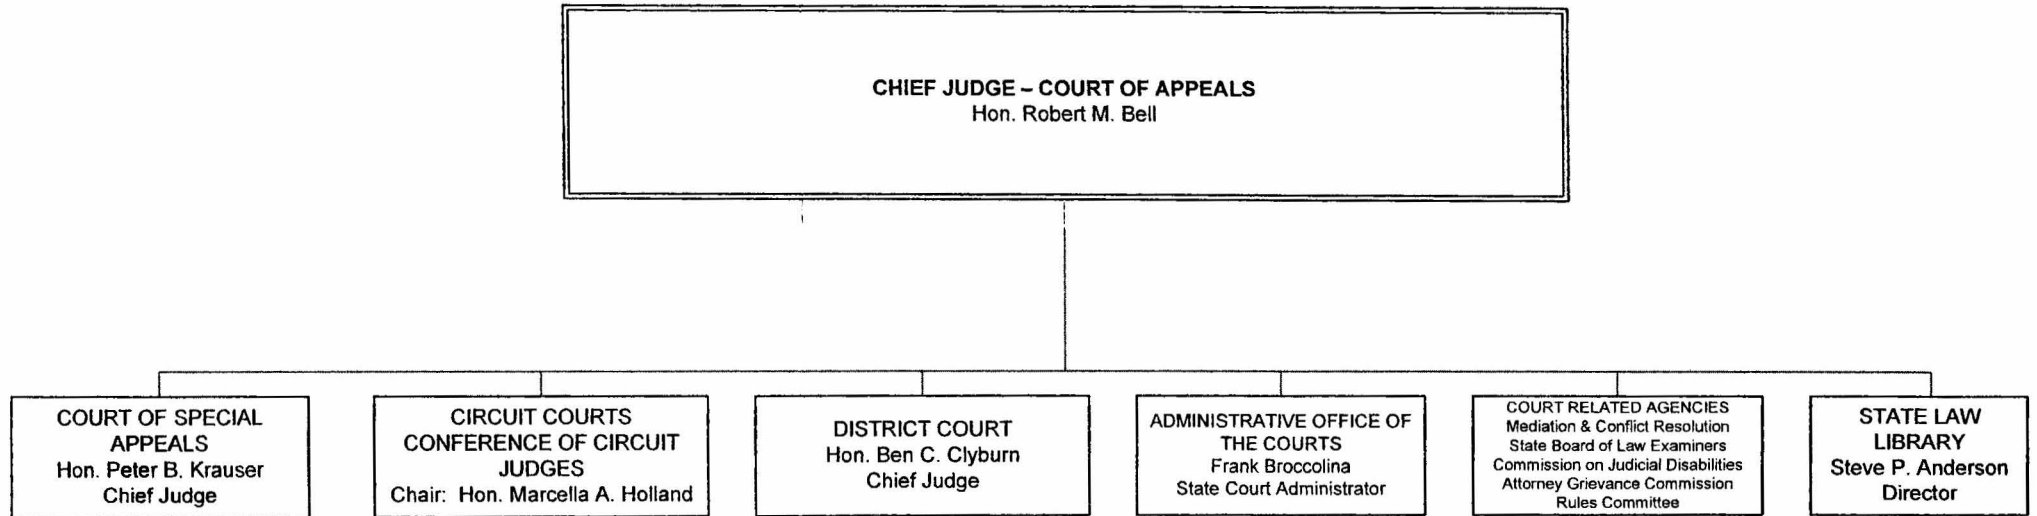 CHIEF JUDGE – COURT OF APPEALS
Hon. Robert M. Bell
COURT OF SPECIAL
APPEALS
Hon. Peter B. Krauser
Chief Judge
CIRCUIT COURTS
CONFERENCE OF CIRCUIT
JUDGES
Chair: Hon. Marcella A. Holland
DISTRICT COURT
Hon. Ben C. Clyburn
Chief Judge
ADMINISTRATIVE OFFICE OF
THE COURTS
Frank Broccolina
State Court Administrator
COURT RELATED AGENCIES
Mediation & Conflict Resolution
State Board of Law Examiners
Commission on Judicial Disabilities
Attorney Grievance Commission
Rules Committee
STATE LAW
LIBRARY
Steve P. Anderson
Director